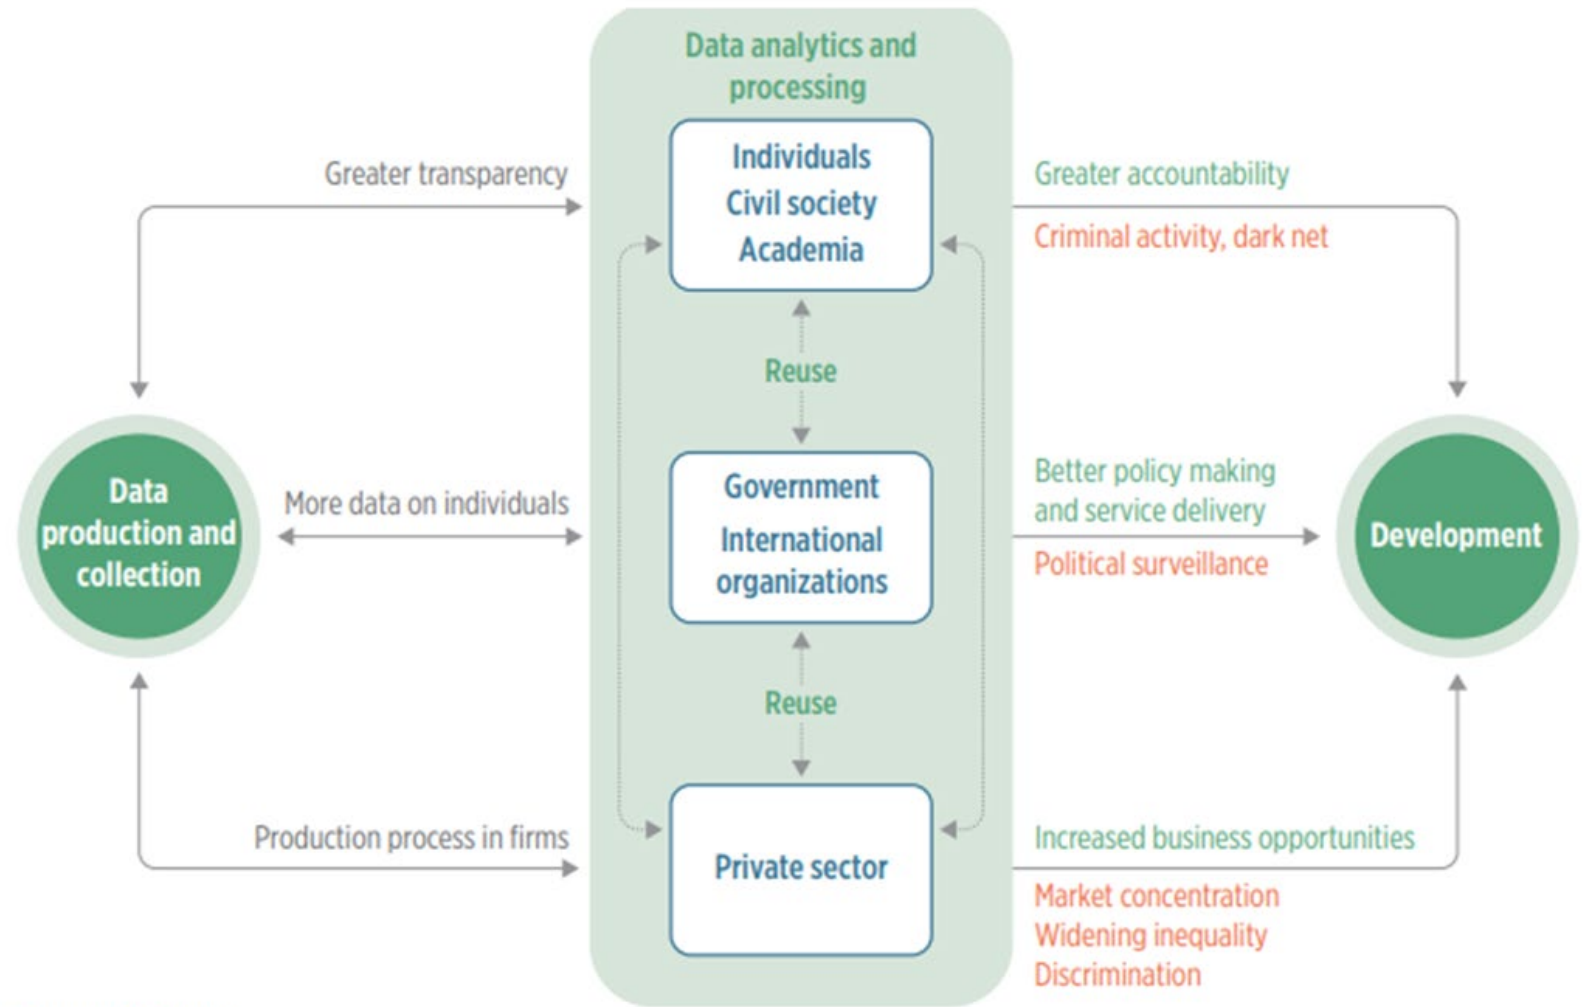 Data analytics and
processing
Greater transparency
Individuals
Civil society
Academia
Greater accountability
Criminal activity, dark net
Reuse
Data
production and
collection
More data on individuals
Government
International
organizations
Better policy making
and service delivery
Political surveillance
Development
Reuse
Production process in firms
Private sector
Increased business opportunities
Market concentration
Widening inequality
Discrimination